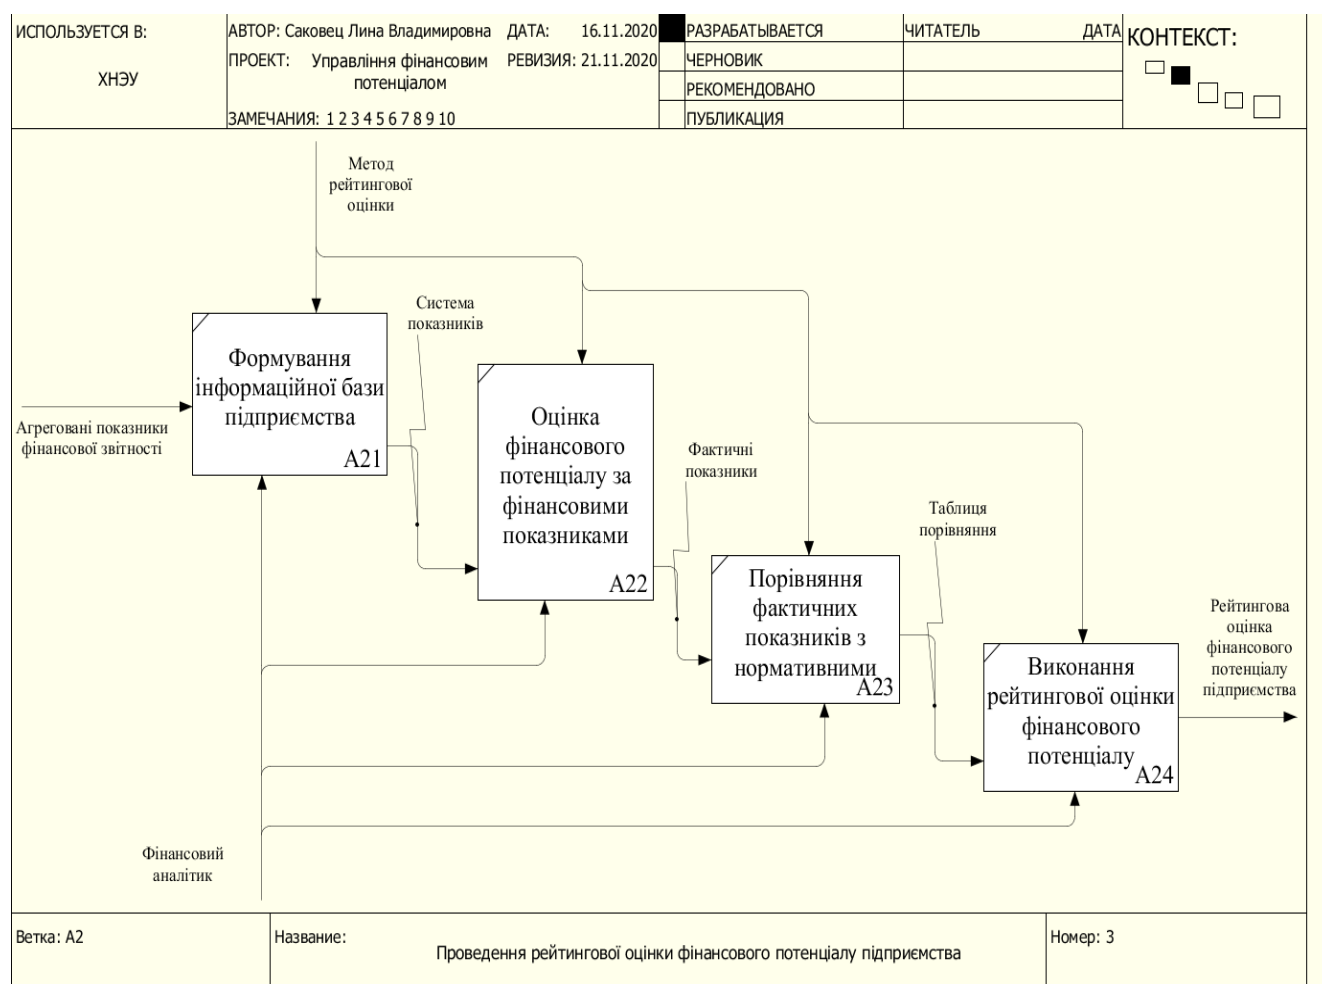 ИСПОЛЬЗУЕТСЯ В:
ХНЭУ
АВТОР: Саковец Лина Владимировна
ДАТА: 16.11.2020
ПРОЕКТ: Управління фінансовим
потенціалом
РЕВИЗИЯ: 21.11.2020
ЗАМЕЧАНИЯ: 1 2 3 4 5 6 7 8 9 10
РАЗРАБАТЫВАЕТСЯ
ЧЕРНОВИК
РЕКОМЕНДОВАНО
ПУБЛИКАЦИЯ
ЧИТАТЕЛЬ
ДАТА
КОНТЕКСТ:
Метод
рейтингової
оцінки
Система
показників
Формування
інформаційної бази
підприємства
A21
Агреговані показники
фінансової звітності
Оцінка
фінансового
потенціалу за
фінансовими
показниками
A22
Фактичні
показники
Порівняння
фактичних
показників з
нормативними
A23
Таблиця
порівняння
Виконання
рейтингової оцінки
фінансового
потенціалу
A24
Рейтингова
оцінка
фінансового
потенціалу
підприємства
Фінансовий
аналітик
Ветка: A2
Название:
Проведення рейтингової оцінки фінансового потенціалу підприємства
Номер: 3